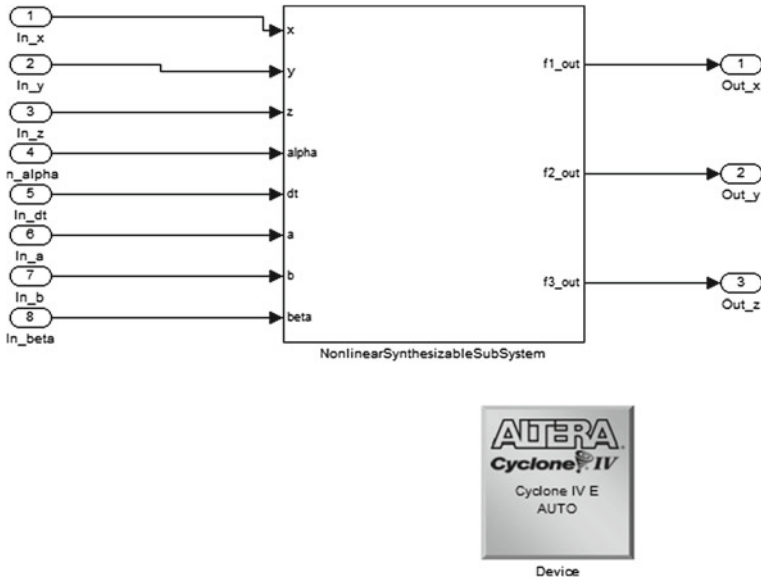 1
In_x
x
2
In_y
y
3
In_z
z
4
n_alpha
alpha
5
In_dt
dt
6
In_a
a
7
In_b
b
8
In_beta
beta
f1_out
1
Out_x
f2_out
2
Out_y
f3_out
3
Out_z
NonlinearSynthesizableSubSystem
ALTERA.
Cyclone IV
Cyclone IV E
AUTO
Device